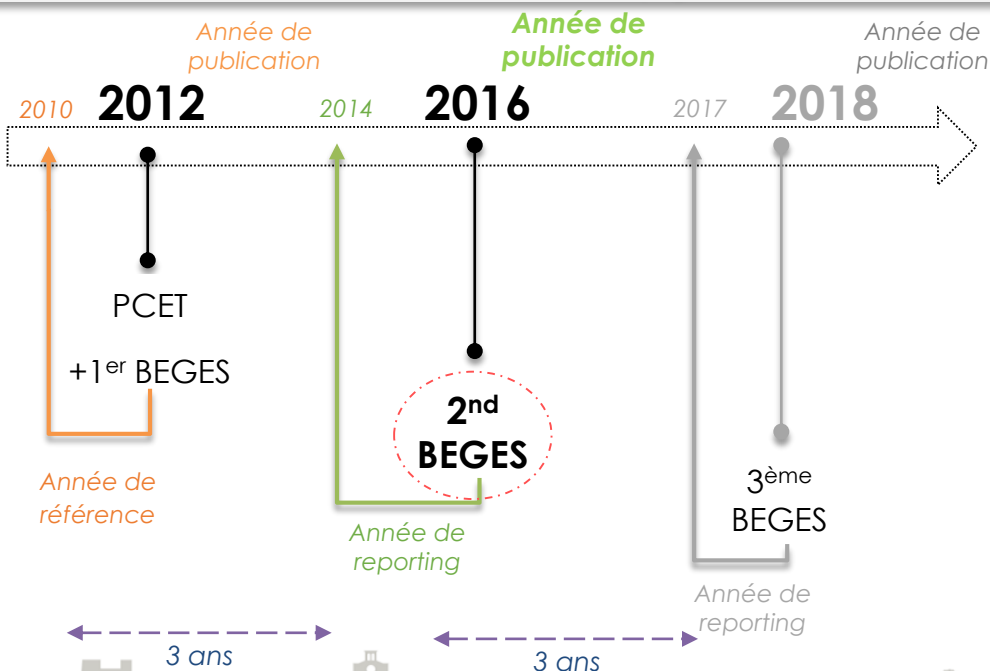 Année de
publication
Année de
publication
Année de
publication
2010 2012 2014 2016 2017 2018
PCET
+1er BEGES
2nd
BEGES
3ème
BEGES
Année de
référence
Année de
reporting
Année de
reporting
3 ans
3 ans